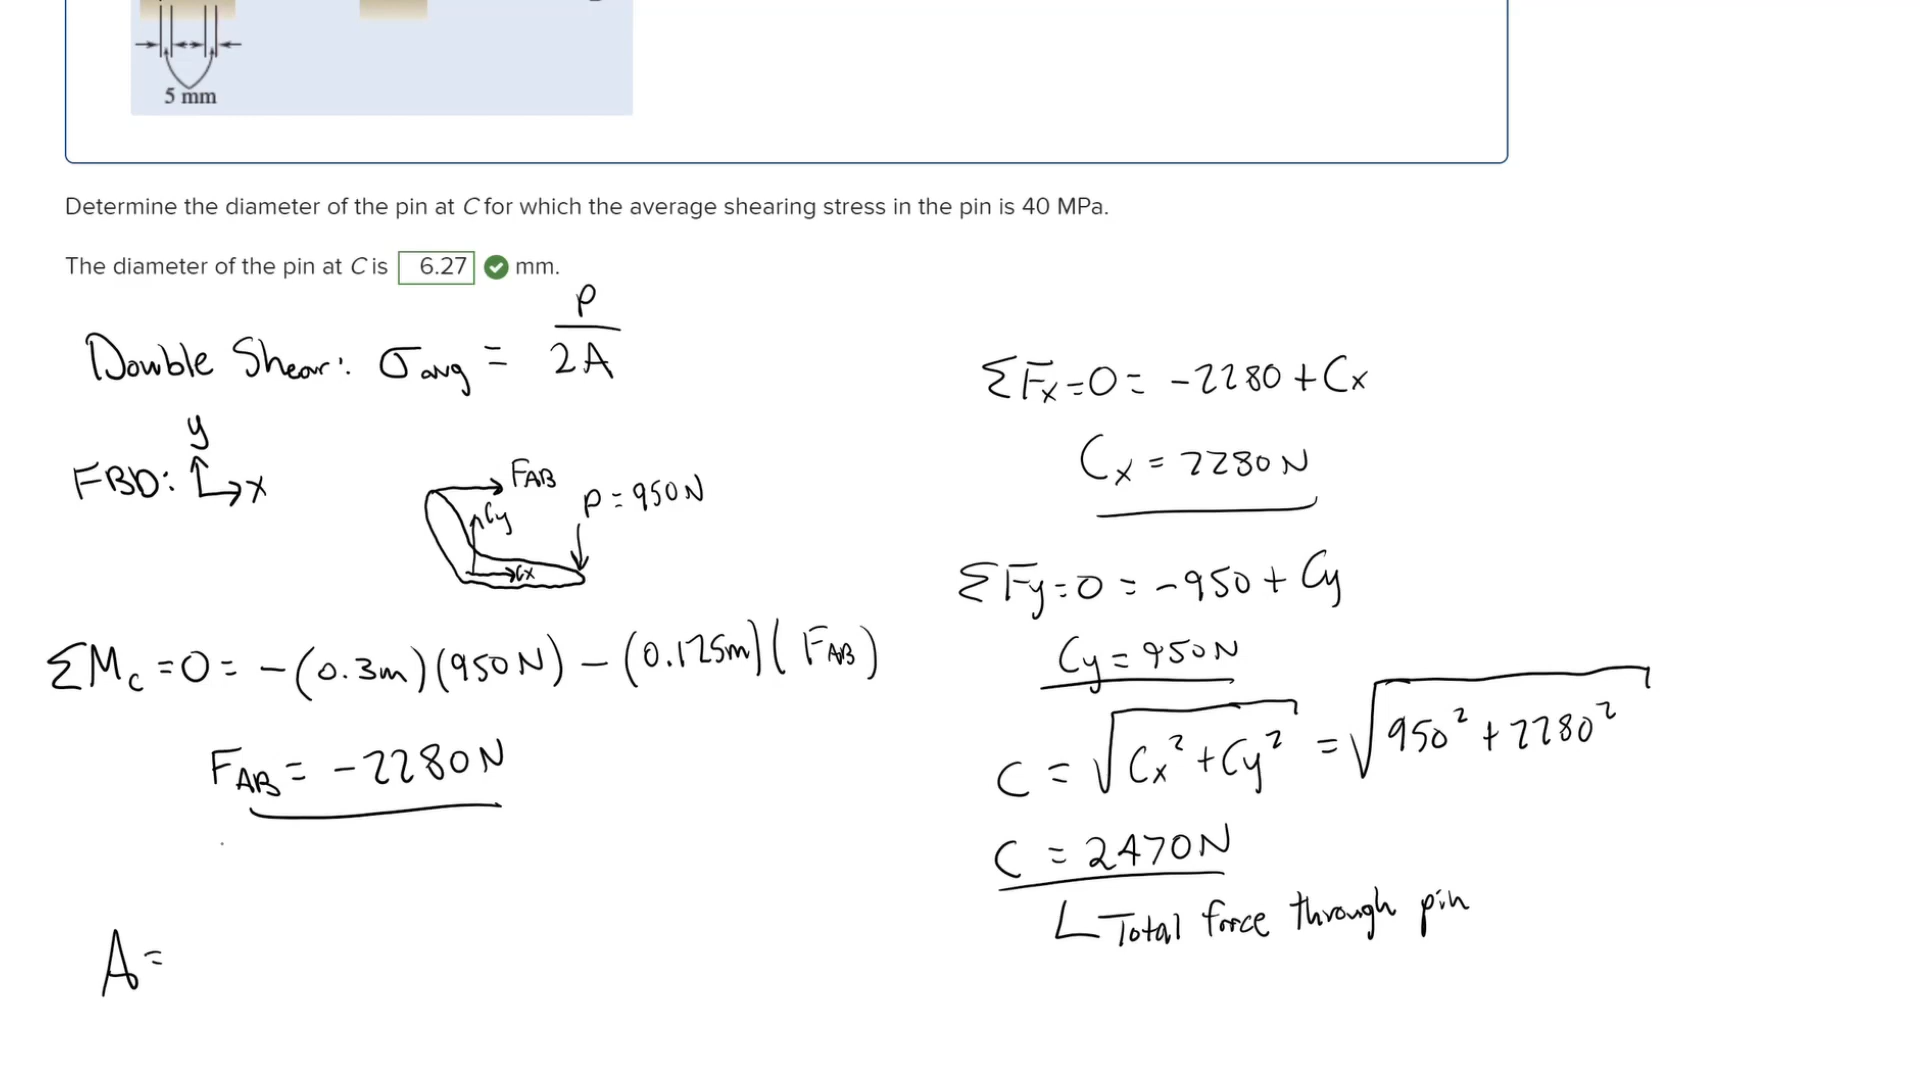 5 mm
Determine the diameter of the pin at C for which the average shearing stress in the pin is 40 MPa.
The diameter of the pin at C is 6.27 mm.
Double Shear: σavg = P / 2A
FBD: y x
FAB
P = 950N
Cy
Cx
ΣMc = 0 = -(0.3m)(950N) - (0.125m)(FAB)
FAB = -2280N
A =
ΣFx = 0 = -2280 + Cx
Cx = 2280N
ΣFy = 0 = -950 + Cy
Cy = 950N
C = √Cx² + Cy² = √950² + 2280²
C = 2470N
Total force through pin